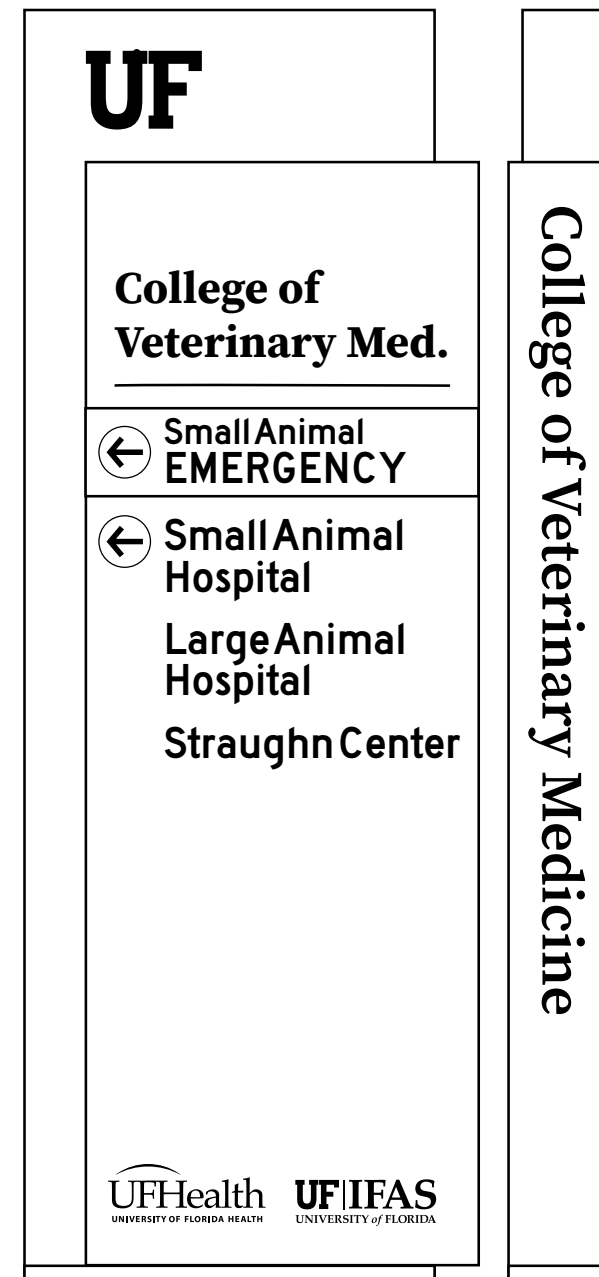 UF
College of
Veterinary Med.
Small Animal
EMERGENCY
Small Animal
Hospital
Large Animal
Hospital
Straughn Center
UFHealth
UNIVERSITY OF FLORIDA HEALTH
UF|IFAS
UNIVERSITY of FLORIDA
College of Veterinary Medicine